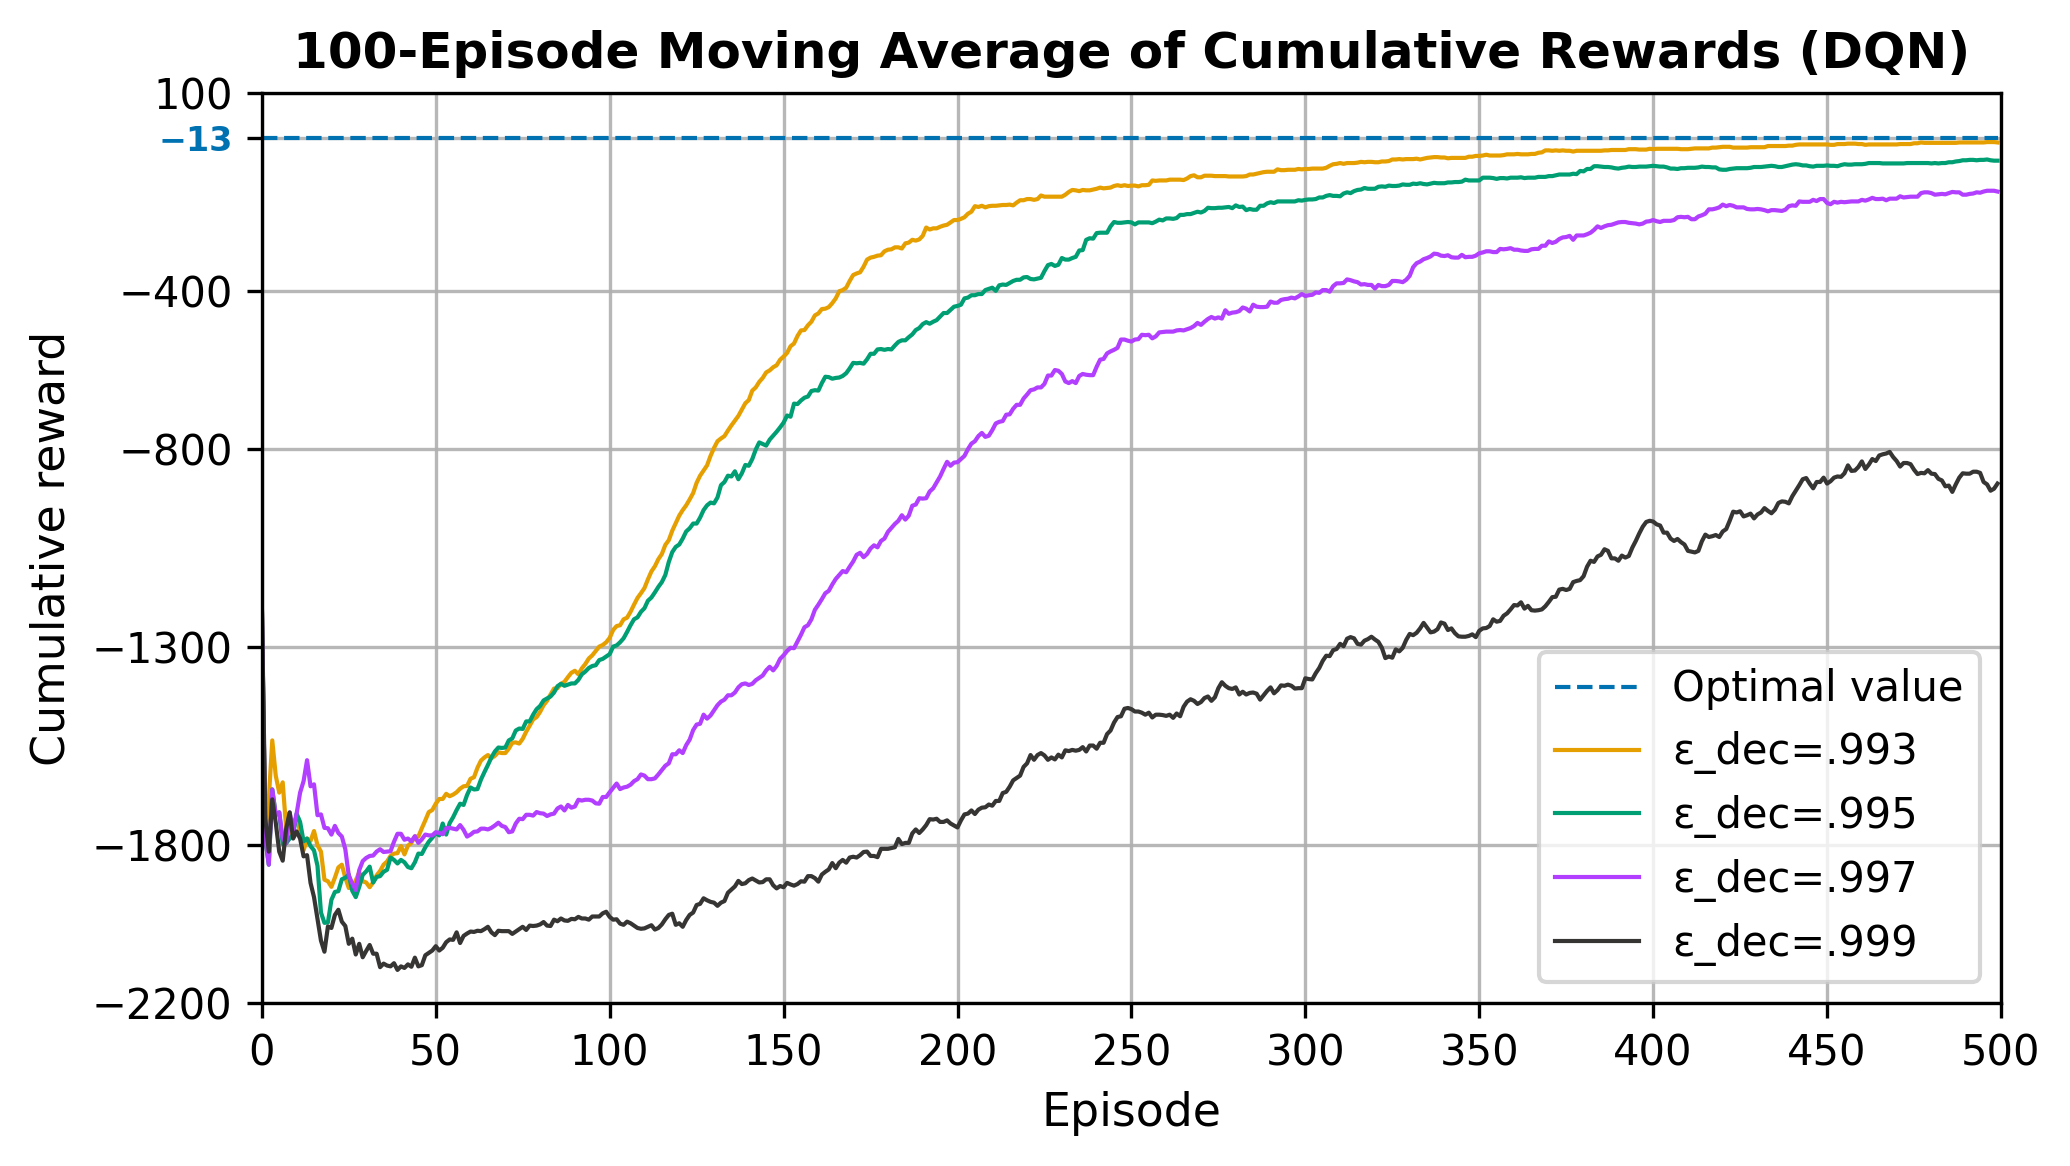 100-Episode Moving Average of Cumulative Rewards (DQN)
100
−13
−400
−800
−1300
−1800
−2200
Cumulative reward
0 50 100 150 200 250 300 350 400 450 500
Episode
Optimal value
ε_dec=.993
ε_dec=.995
ε_dec=.997
ε_dec=.999